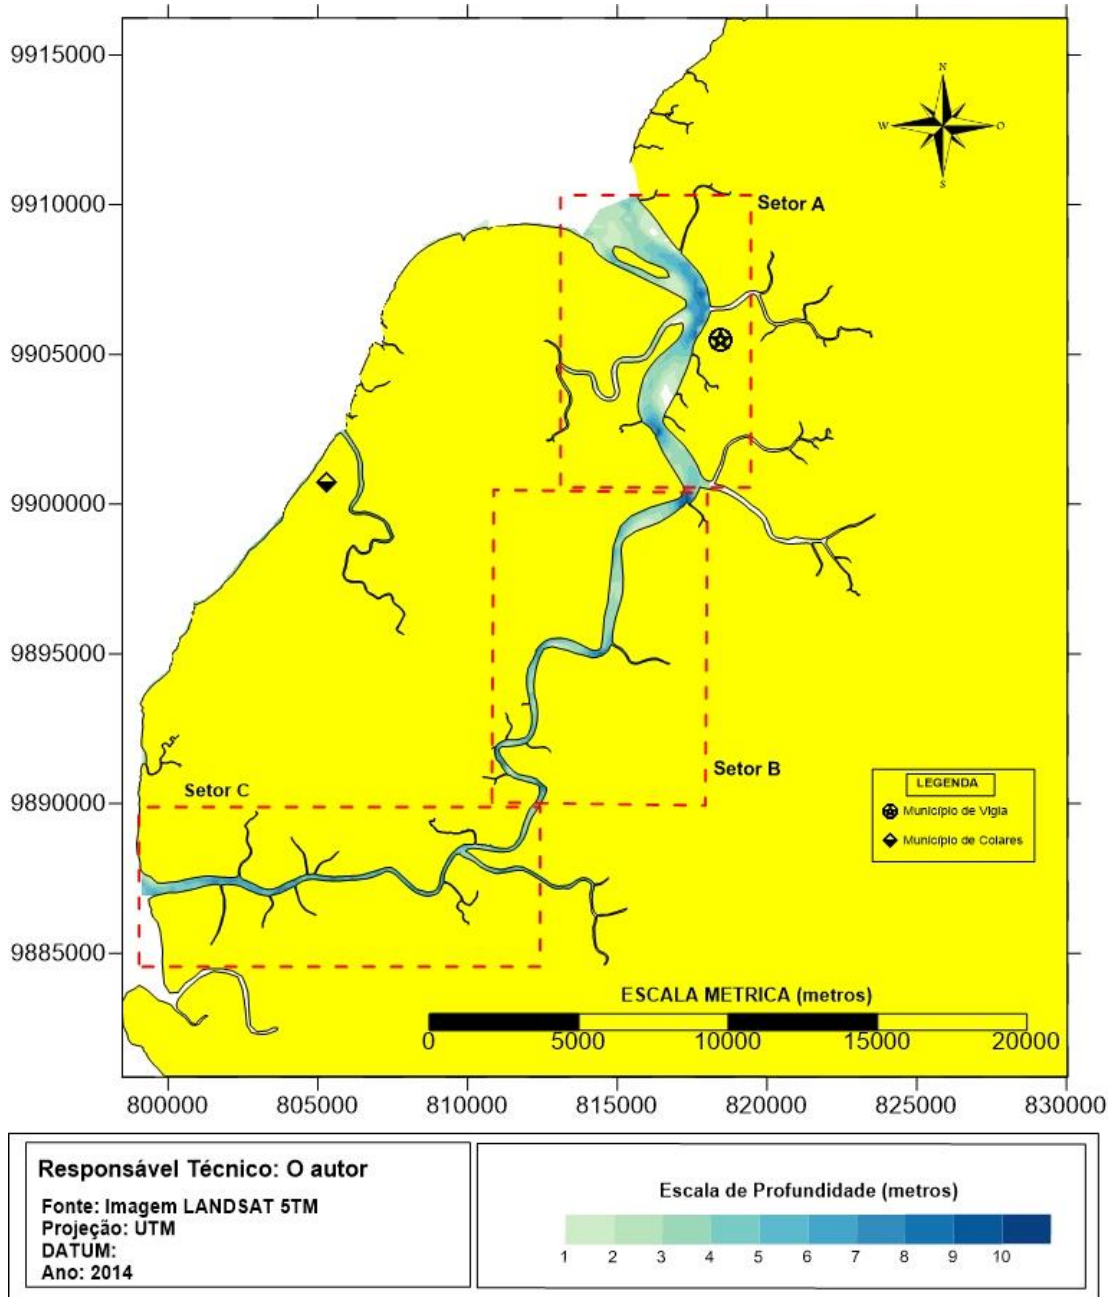 9915000
N
W
O
S
9910000
Setor A
9905000
9900000
9895000
Setor B
Setor C
9890000
LEGENDA
Município de Vigia
Município de Colares
9885000
ESCALA METRICA (metros)
0 5000 10000 15000 20000
800000 805000 810000 815000 820000 825000 830000
Responsável Técnico: O autor
Fonte: Imagem LANDSAT 5TM
Projeção: UTM
DATUM:
Ano: 2014
Escala de Profundidade (metros)
1 2 3 4 5 6 7 8 9 10